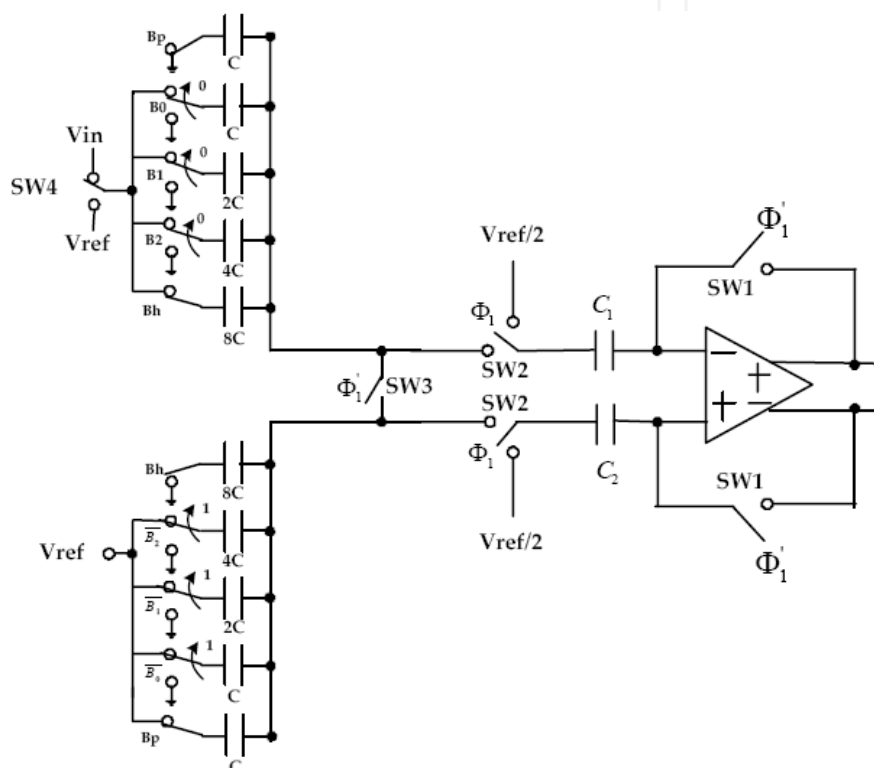 Bp
C
B0
0
C
Vin
B1
0
SW4
2C
Vref
B2
0
4C
Bh
8C
Vref/2
Φ₁'
SW1
Φ₁
C₁
SW2
−
+
Φ₁'
SW3
SW2
+
−
Φ₁
C₂
SW1
Vref/2
Φ₁'
Bh
8C
1
B̅₂
4C
Vref
1
B̅₁
2C
1
B̅₀
C
Bp
C